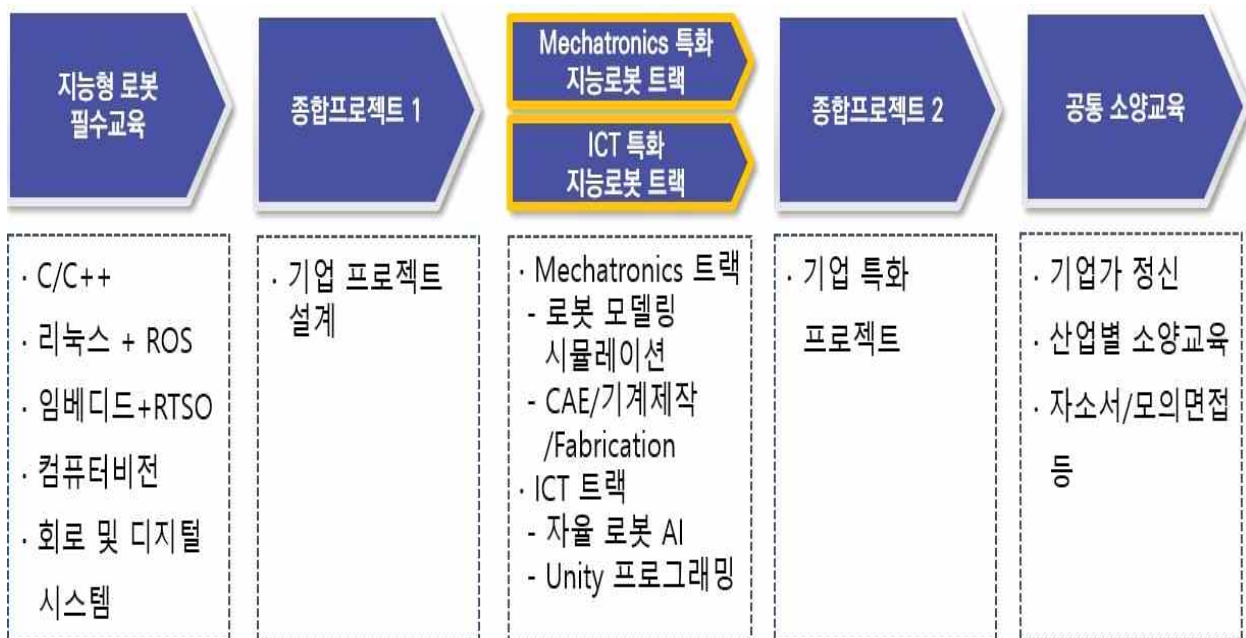 지능형 로봇
필수교육
종합프로젝트 1
Mechatronics 특화
지능로봇 트랙
ICT 특화
지능로봇 트랙
종합프로젝트 2
공통 소양교육
· C/C++
· 리눅스 + ROS
· 임베디드+RTSO
· 컴퓨터비전
· 회로 및 디지털
시스템
· 기업 프로젝트
설계
· Mechatronics 트랙
- 로봇 모델링
시뮬레이션
- CAE/기계제작
/Fabrication
· ICT 트랙
- 자율 로봇 AI
- Unity 프로그래밍
· 기업 특화
프로젝트
· 기업가 정신
· 산업별 소양교육
· 자소서/모의면접
등